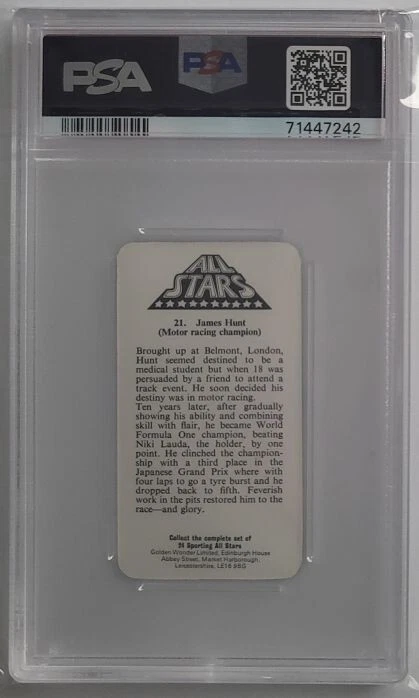 PSA
PSA
71447242
ALL
STARS
21. James Hunt
(Motor racing champion)
Brought up at Belmont, London,
Hunt seemed destined to be a
medical student but when 18 was
persuaded by a friend to attend a
track event. He soon decided his
destiny was in motor racing.
Ten years later, after gradually
showing his ability and combining
skill with flair, he became World
Formula One champion, beating
Niki Lauda, the holder, by one
point. He clinched the champion-
ship with a third place in the
Japanese Grand Prix where with
four laps to go a tyre burst and he
dropped back to fifth. Feverish
work in the pits restored him to the
race—and glory.
Collect the complete set of
24 Sporting All Stars
Golden Wonder Limited, Edinburgh House
Abbey Street, Market Harborough,
Leicestershire, LE16 9BG